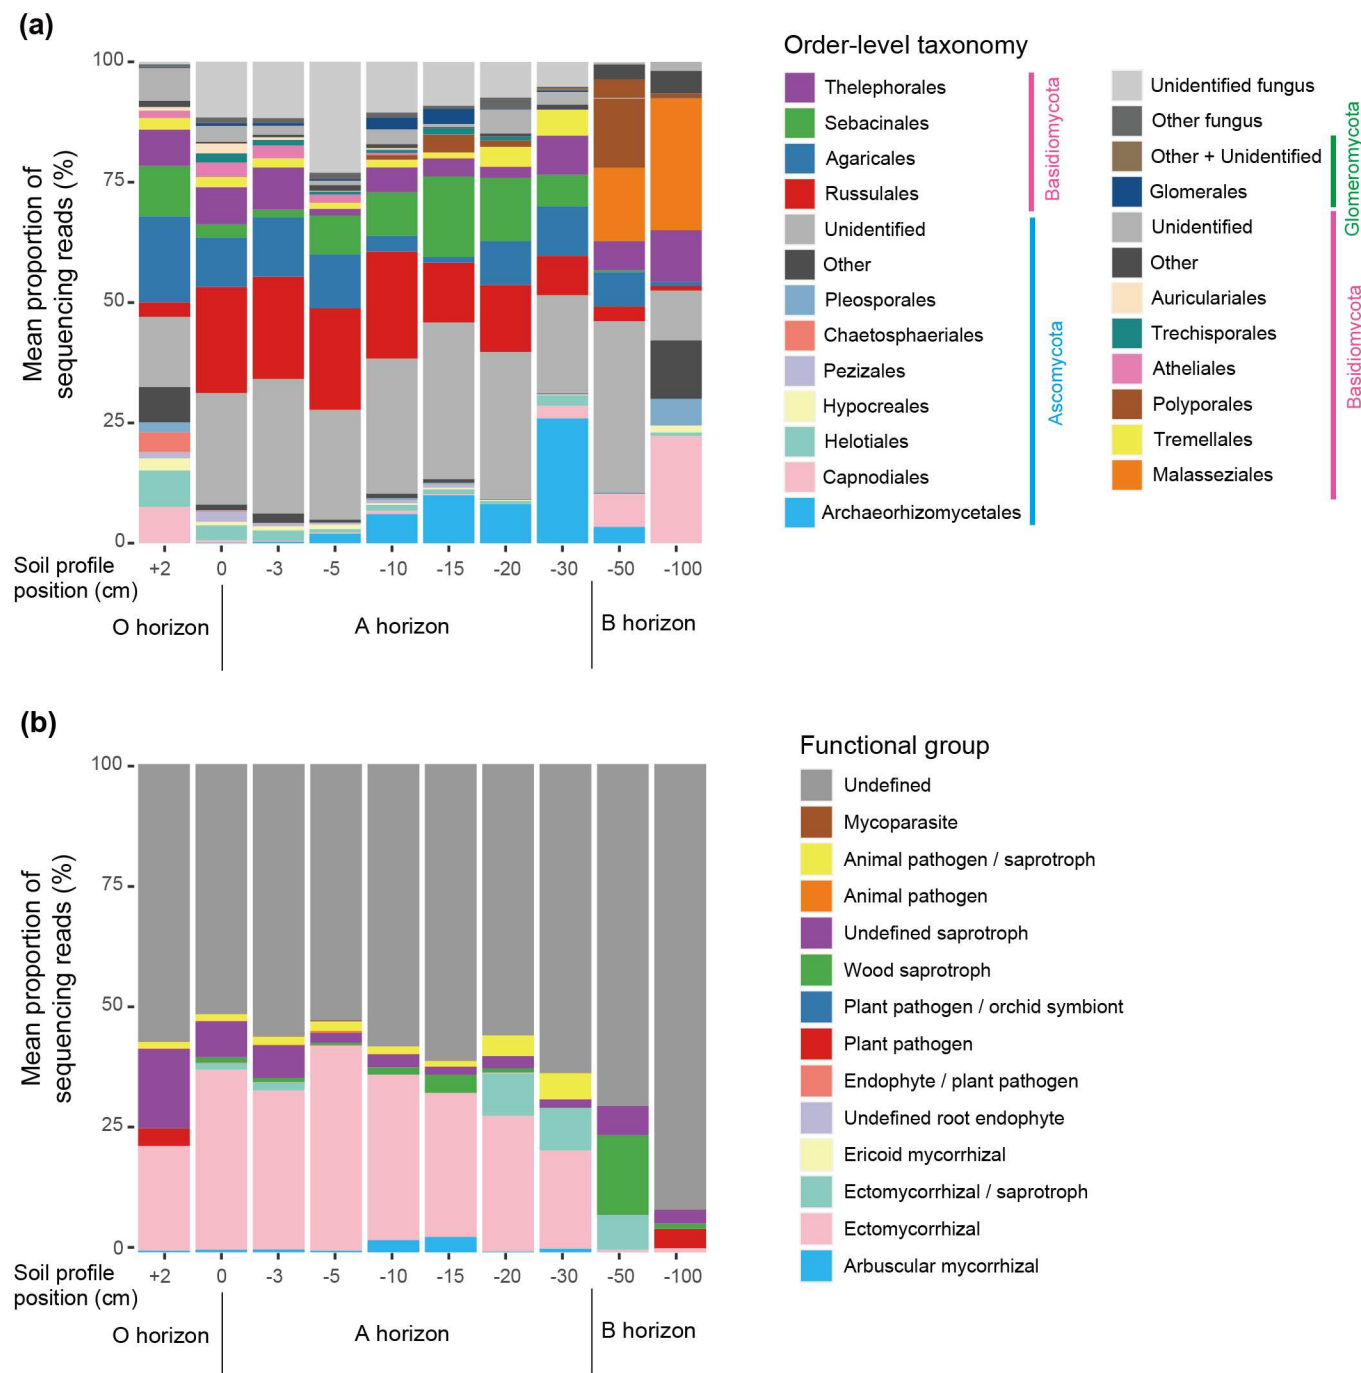 (a)
Mean proportion of
sequencing reads (%)
100
75
50
25
0
Soil profile
position (cm)
+2 0 -3 -5 -10 -15 -20 -30 -50 -100
O horizon A horizon B horizon
Order-level taxonomy
Thelephorales
Sebacinales
Agaricales
Russulales
Unidentified
Other
Pleosporales
Chaetosphaeriales
Pezizales
Hypocreales
Helotiales
Capnodiales
Archaeorhizomycetales
Basidiomycota
Ascomycota
Unidentified fungus
Other fungus
Other + Unidentified
Glomerales
Unidentified
Other
Auriculariales
Trechisporales
Atheliales
Polyporales
Tremellales
Malasseziales
Glomeromycota
Basidiomycota
(b)
Mean proportion of
sequencing reads (%)
100
75
50
25
0
Soil profile
position (cm)
+2 0 -3 -5 -10 -15 -20 -30 -50 -100
O horizon A horizon B horizon
Functional group
Undefined
Mycoparasite
Animal pathogen / saprotroph
Animal pathogen
Undefined saprotroph
Wood saprotroph
Plant pathogen / orchid symbiont
Plant pathogen
Endophyte / plant pathogen
Undefined root endophyte
Ericoid mycorrhizal
Ectomycorrhizal / saprotroph
Ectomycorrhizal
Arbuscular mycorrhizal